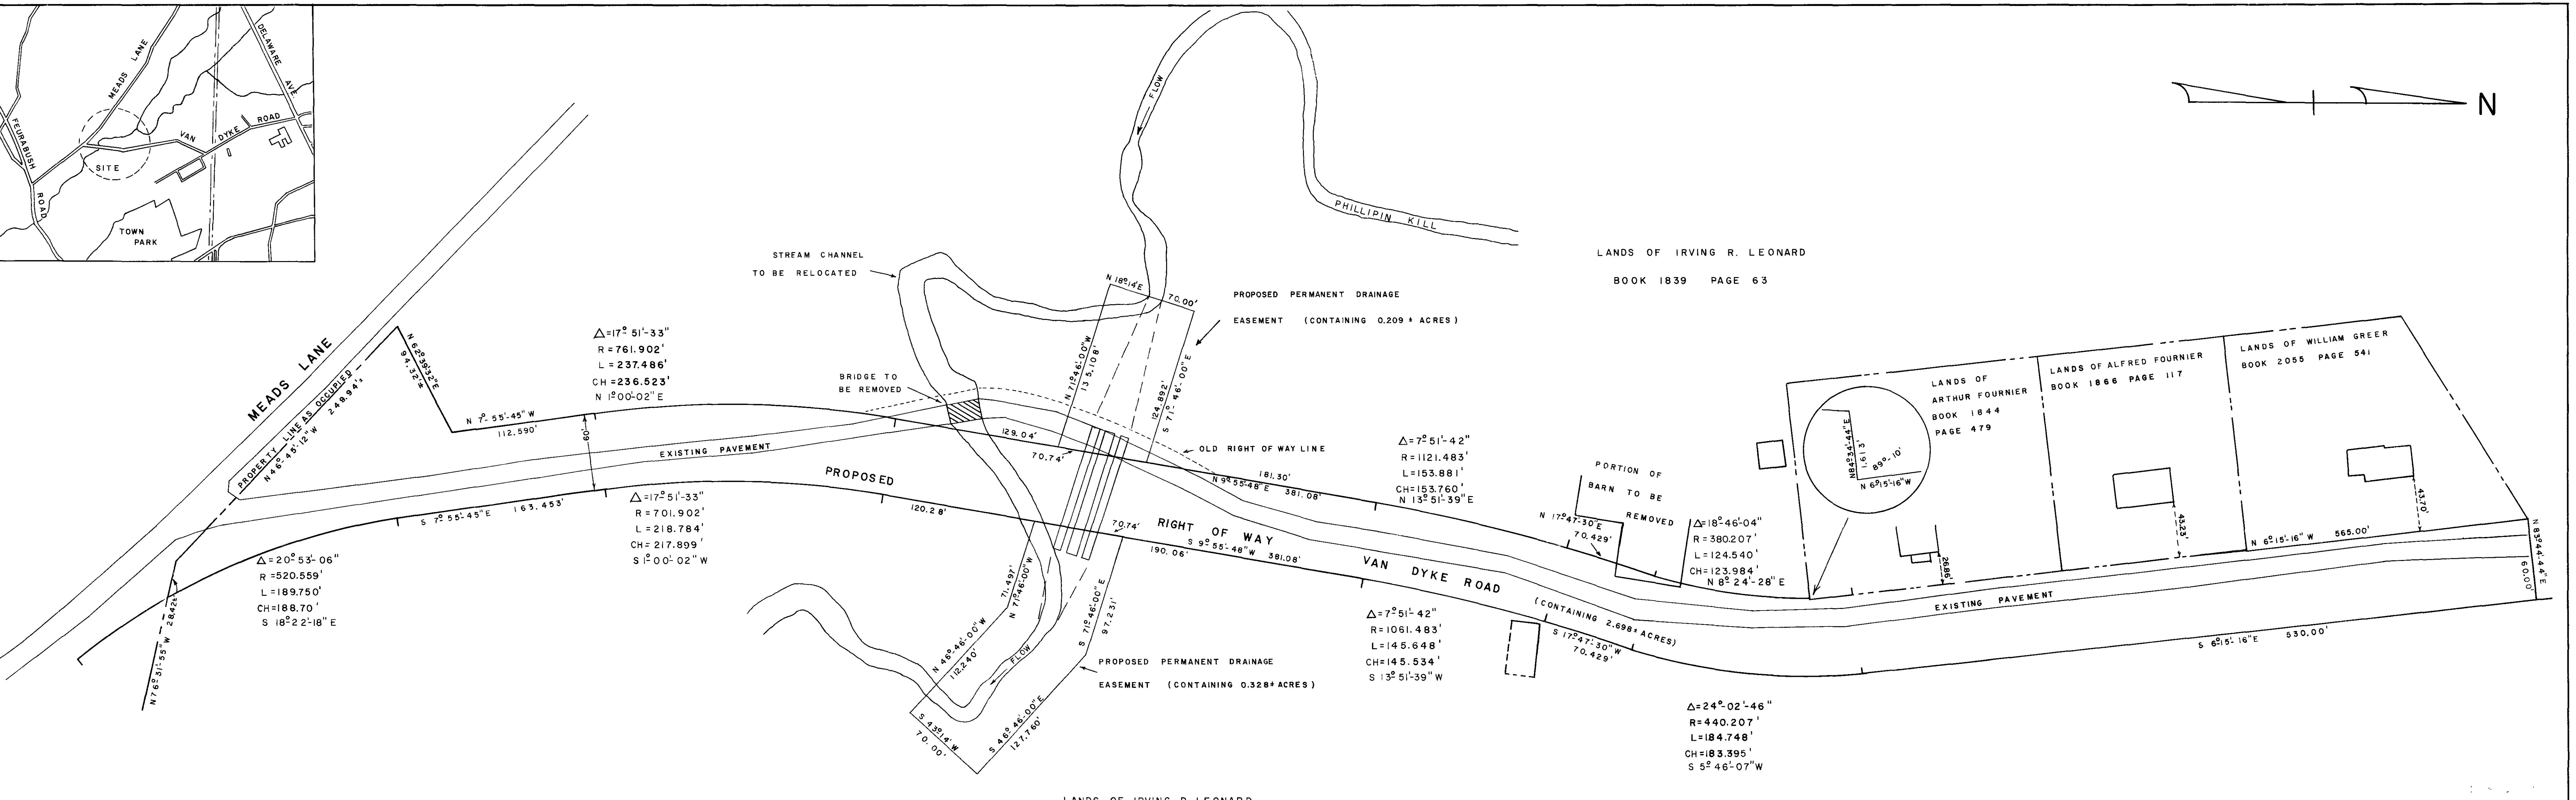 MEADS LANE
DELAWARE AVE
FEURABUSH ROAD
VAN DYKE ROAD
SITE
TOWN
PARK
FLOW
PHILLIPIN KILL
N
LANDS OF IRVING R. LEONARD
BOOK 1839 PAGE 63
STREAM CHANNEL
TO BE RELOCATED
N 18°-14'E
70.00'
PROPOSED PERMANENT DRAINAGE
EASEMENT (CONTAINING 0.209 ± ACRES)
N 71°-46'-00"W
135.108'
124.892'
S 71°-46'-00"E
MEADS LANE
PROPERTY LINE AS OCCUPIED
N 46°-45'-12"W 248.94'±
N 62°39'32"E
94.32'±
△=17°51'-33"
R=761.902'
L=237.486'
CH=236.523'
N 1°00'-02"E
BRIDGE TO
BE REMOVED
N 7°-55'-45"W
112.590'
60'
129.04'
70.74'
EXISTING PAVEMENT
OLD RIGHT OF WAY LINE
181.30'
N 9°55'-48"E 381.08'
△=7°51'-42"
R=1121.483'
L=153.881'
CH=153.760'
N 13°51'-39"E
PORTION OF
BARN TO BE
REMOVED
N 17°-47'-30"E
70.429'
△=18°-46'-04"
R=380.207'
L=124.540'
CH=123.984'
N 8°24'-28"E
LANDS OF
ARTHUR FOURNIER
BOOK 1844
PAGE 479
N84°34'-44"E
1.613'
89°-10'
N 6°15'-16"W
LANDS OF ALFRED FOURNIER
BOOK 1866 PAGE 117
LANDS OF WILLIAM GREER
BOOK 2055 PAGE 541
26.86'
43.23'
43.70'
N 6°15'-16"W 565.00'
N 83°44'-44"E
60.00'
PROPOSED
RIGHT OF WAY
S 7°55'-45"E 163.453'
△=17°51'-33"
R=701.902'
L=218.784'
CH=217.899'
S 1°00'-02"W
120.28'
70.74'
190.06'
S 9°55'-48"W 381.08'
VAN DYKE ROAD
(CONTAINING 2.698± ACRES)
EXISTING PAVEMENT
S 6°15'-16"E 530.00'
△=20°53'-06"
R=520.559'
L=189.750'
CH=188.70'
S 18°22'-18"E
N76°31'-55"W 28.42'±
71.497'
N 71°46'-00"W
N 46°-46'-00"W
112.240'
FLOW
S 71°46'-00"E
97.231'
S 43°14'W
70.00'
S 46°46'-00"E
127.760'
PROPOSED PERMANENT DRAINAGE
EASEMENT (CONTAINING 0.328± ACRES)
△=7°51'-42"
R=1061.483'
L=145.648'
CH=145.534'
S 13°51'-39"W
S 17°47'-30"W
70.429'
△=24°-02'-46"
R=440.207'
L=184.748'
CH=183.395'
S 5°46'-07"W
LANDS OF IRVING R LEONARD